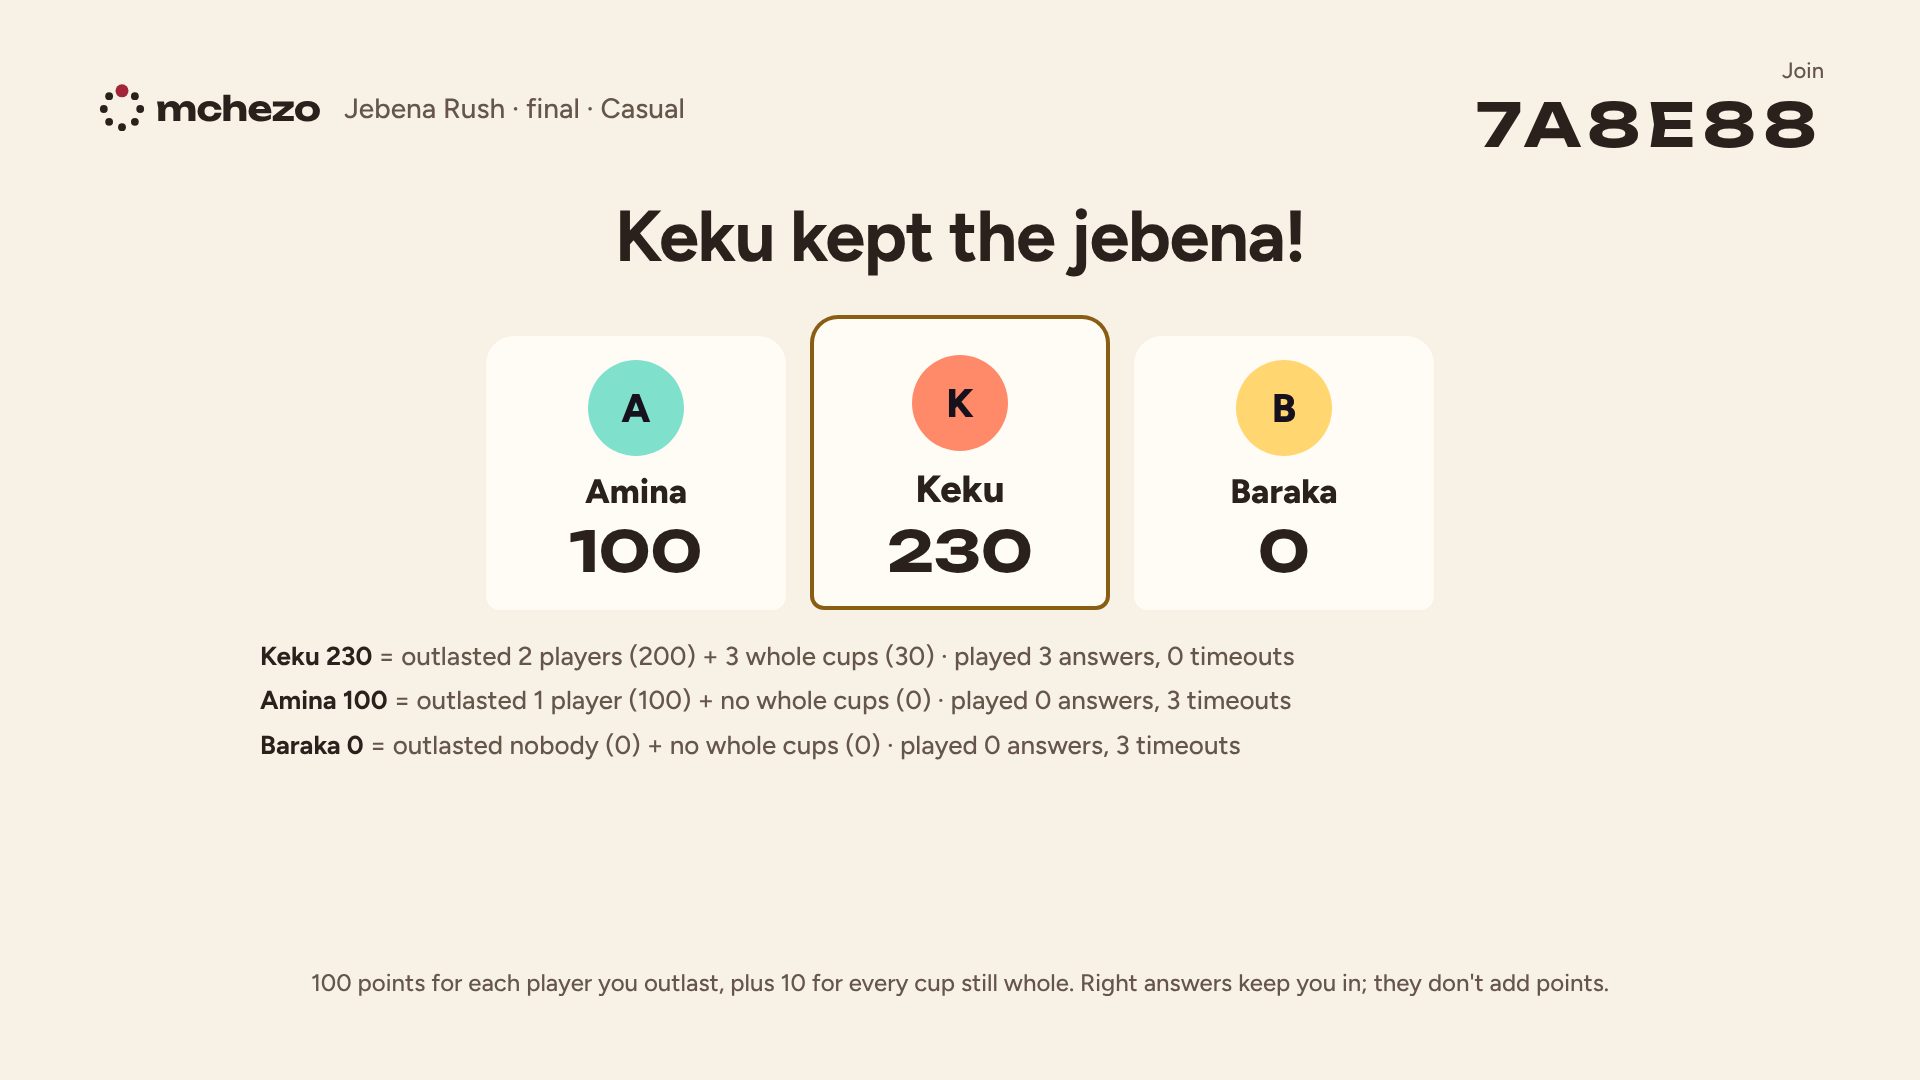 mchezo
Jebena Rush · final · Casual
Join
7A8E88
Keku kept the jebena!
A
Amina
100
K
Keku
230
B
Baraka
0
Keku 230 = outlasted 2 players (200) + 3 whole cups (30) · played 3 answers, 0 timeouts
Amina 100 = outlasted 1 player (100) + no whole cups (0) · played 0 answers, 3 timeouts
Baraka 0 = outlasted nobody (0) + no whole cups (0) · played 0 answers, 3 timeouts
100 points for each player you outlast, plus 10 for every cup still whole. Right answers keep you in; they don't add points.